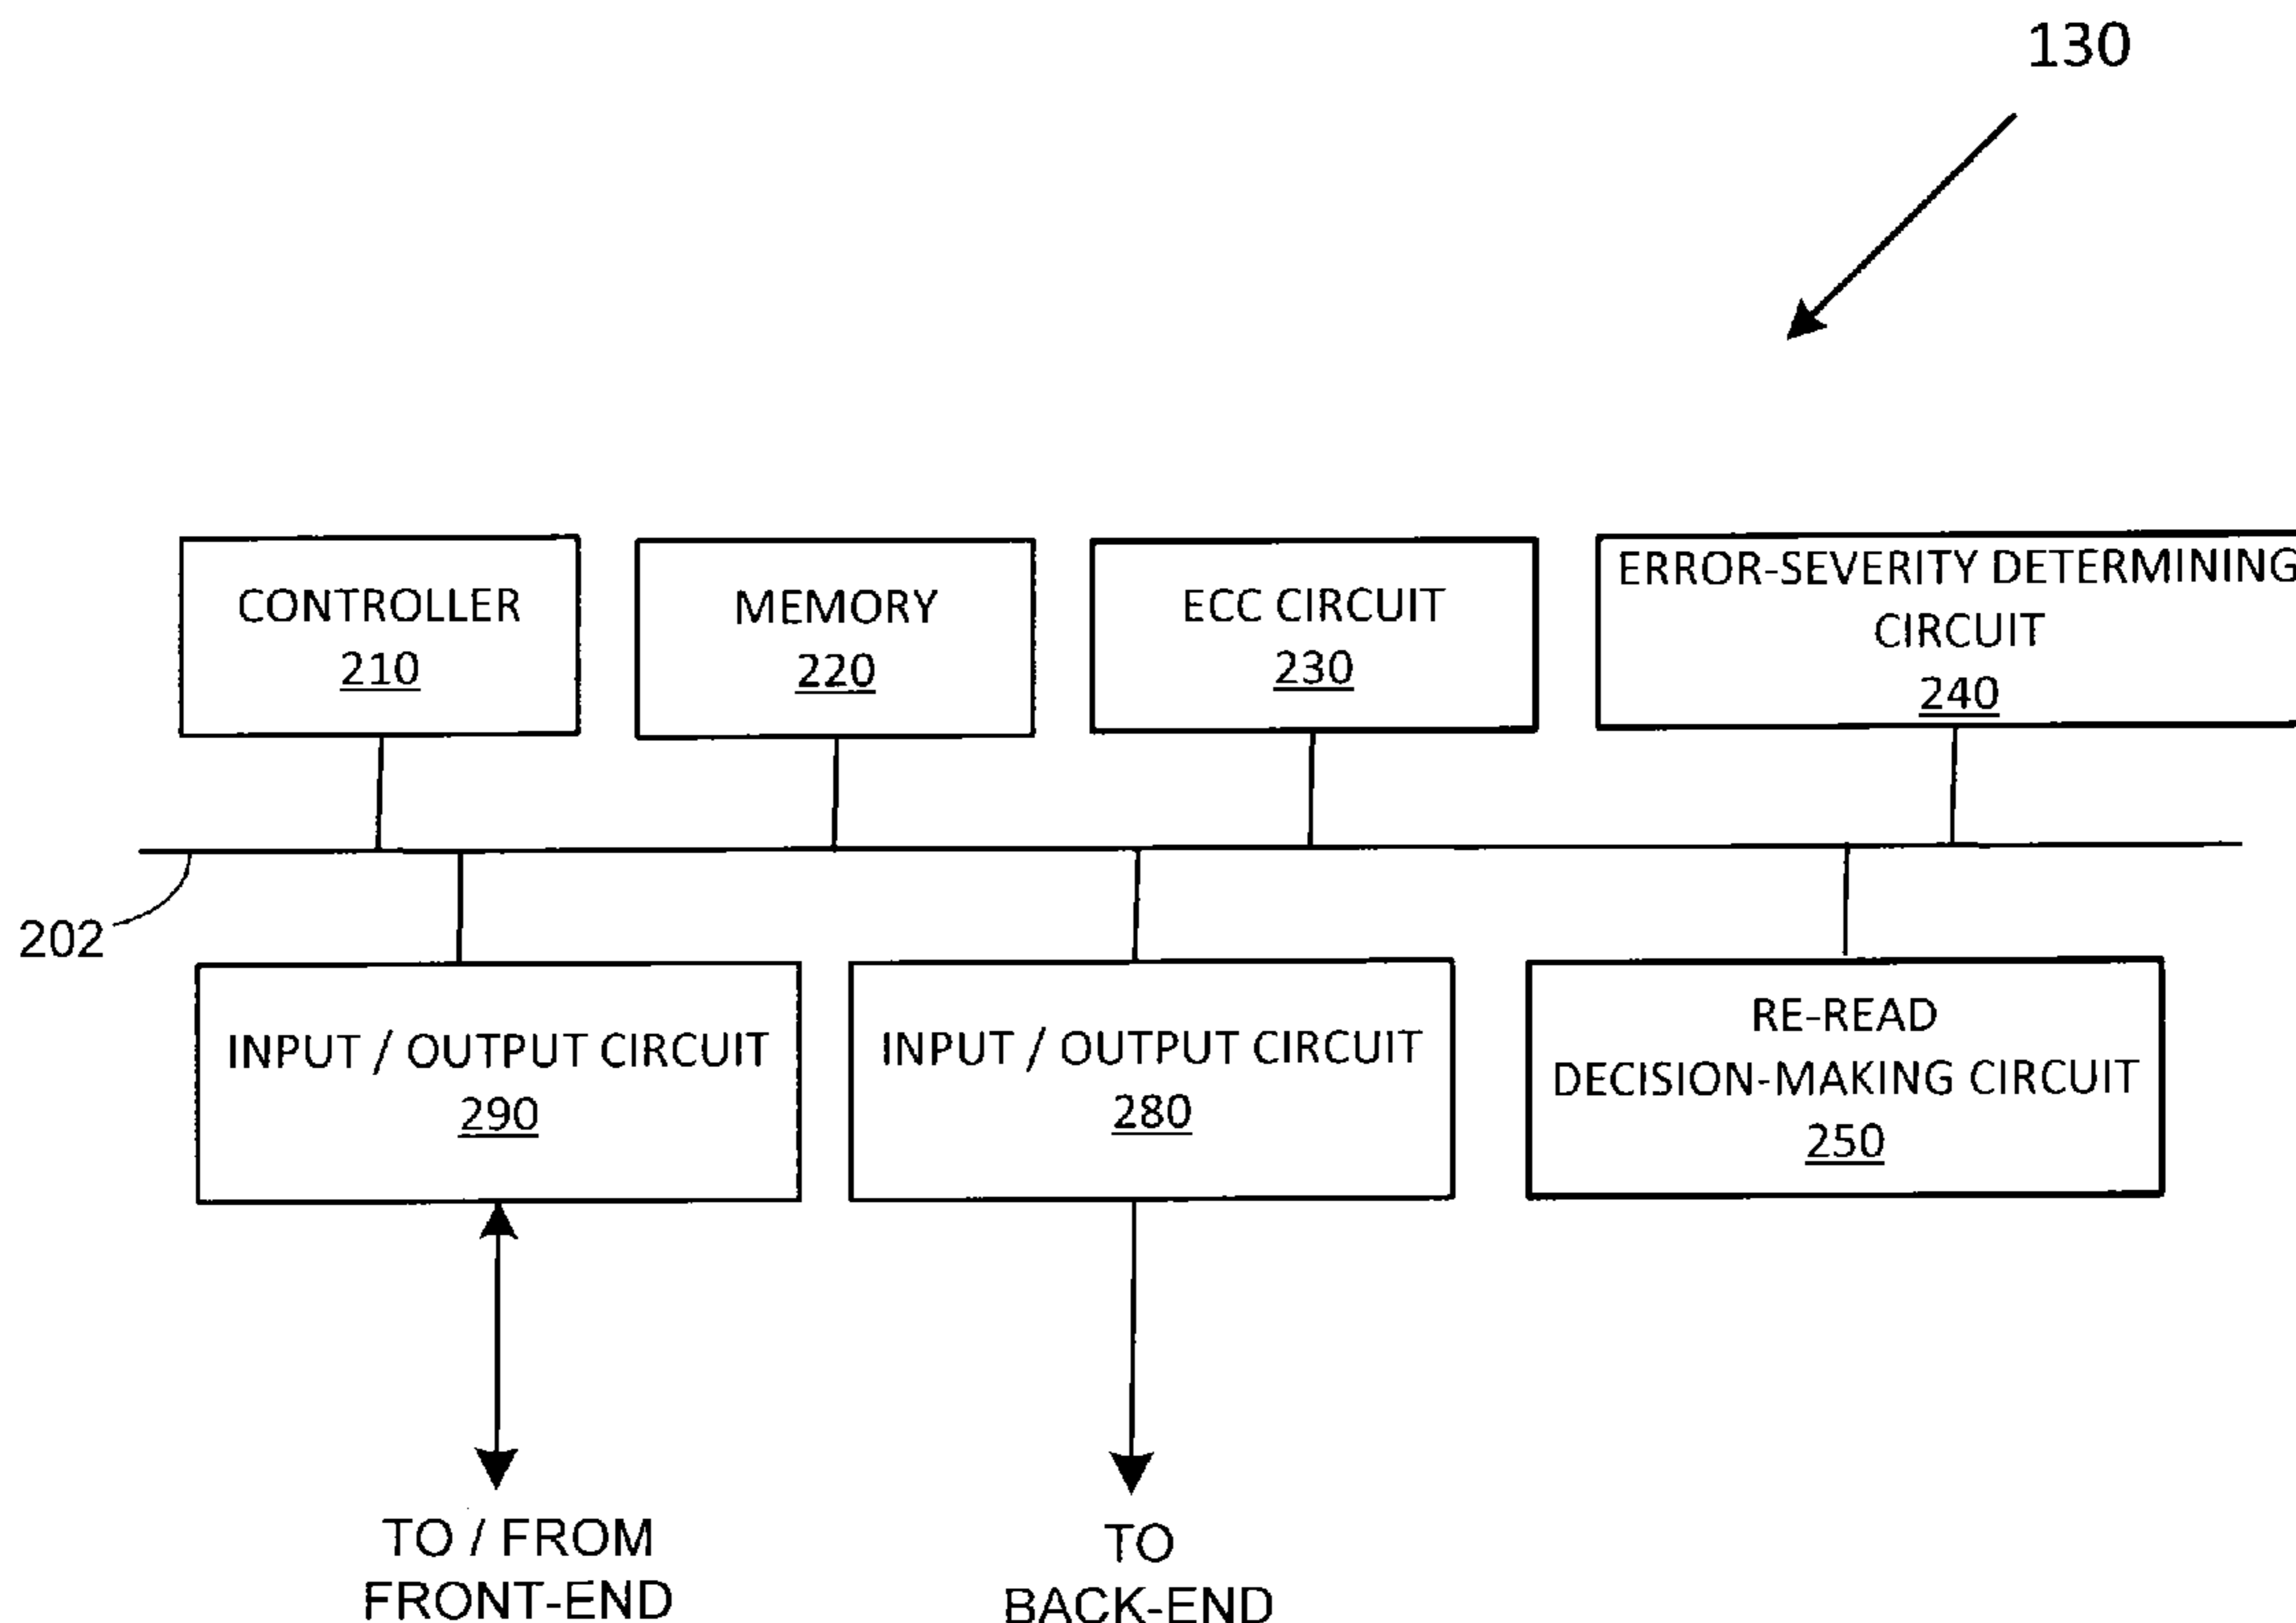 130
CONTROLLER
210
MEMORY
220
ECC CIRCUIT
230
ERROR-SEVERITY DETERMINING
CIRCUIT
240
202
INPUT / OUTPUT CIRCUIT
290
INPUT / OUTPUT CIRCUIT
280
RE-READ
DECISION-MAKING CIRCUIT
250
TO / FROM
FRONT-END
TO
BACK-END